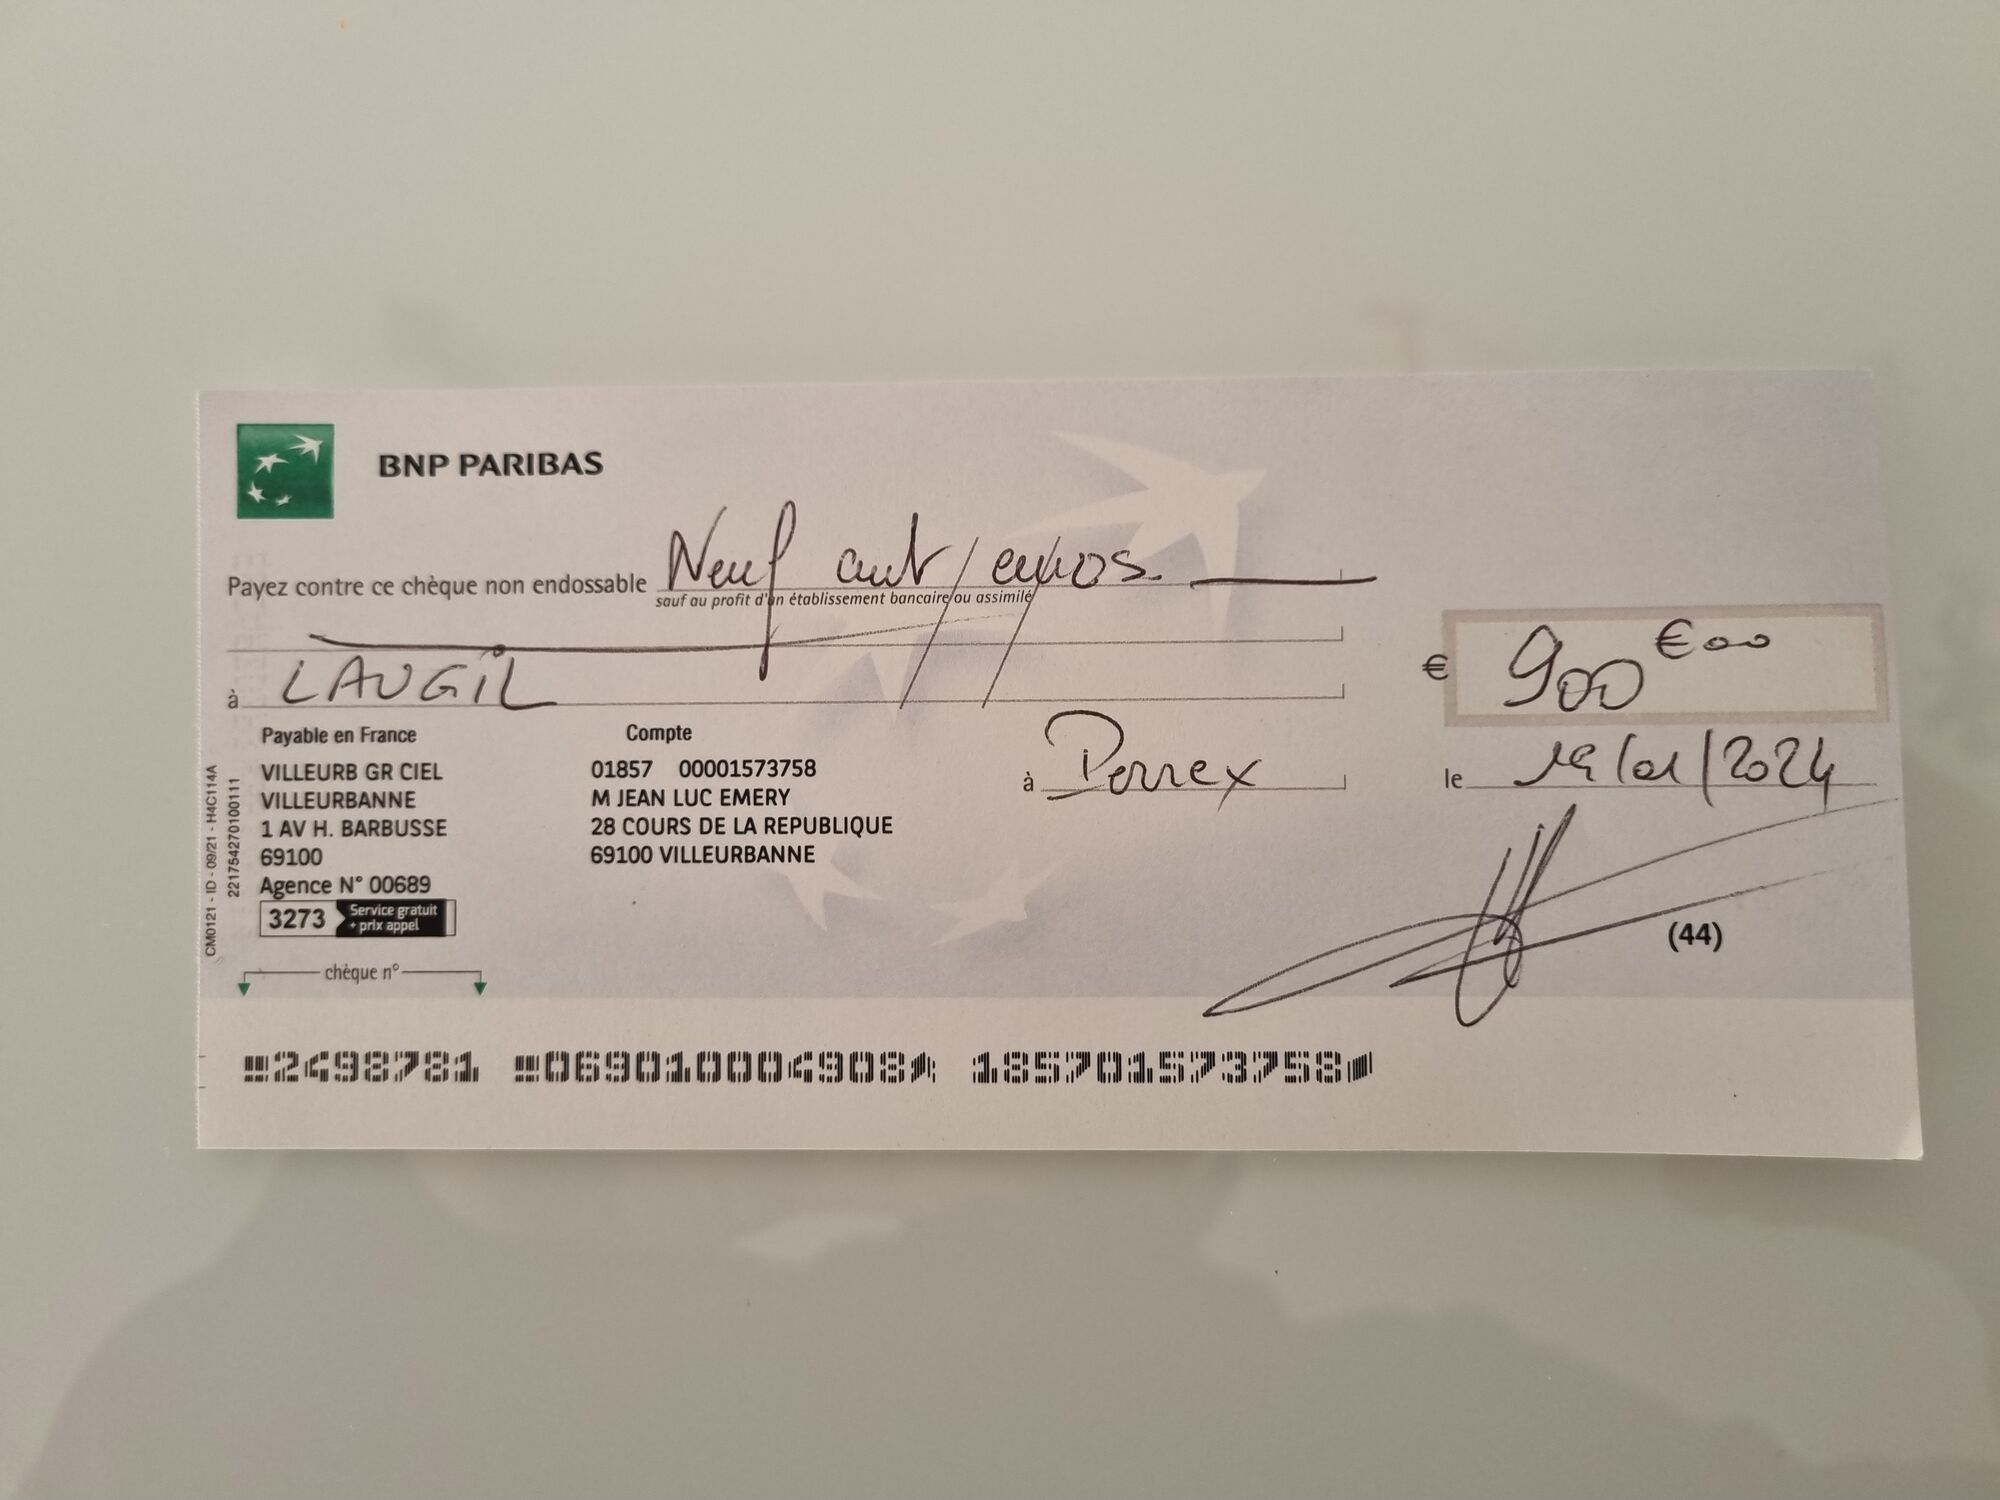 BNP PARIBAS
Payez contre ce chèque non endossable Neuf cent euros
sauf au profit d'un établissement bancaire ou assimilé
€ 900 €00
à LAUGIL
Payable en France
VILLEURB GR CIEL
VILLEURBANNE
1 AV H. BARBUSSE
69100
Agence N° 00689
3273 Service gratuit
+ prix appel
Compte
01857 00001573758
M JEAN LUC EMERY
28 COURS DE LA REPUBLIQUE
69100 VILLEURBANNE
à Perrex
le 19/01/2024
(44)
CM0121 - ID - 09/21 - H4C114A
221754270100111
chèque n°
2498781 069010004908 185701573758